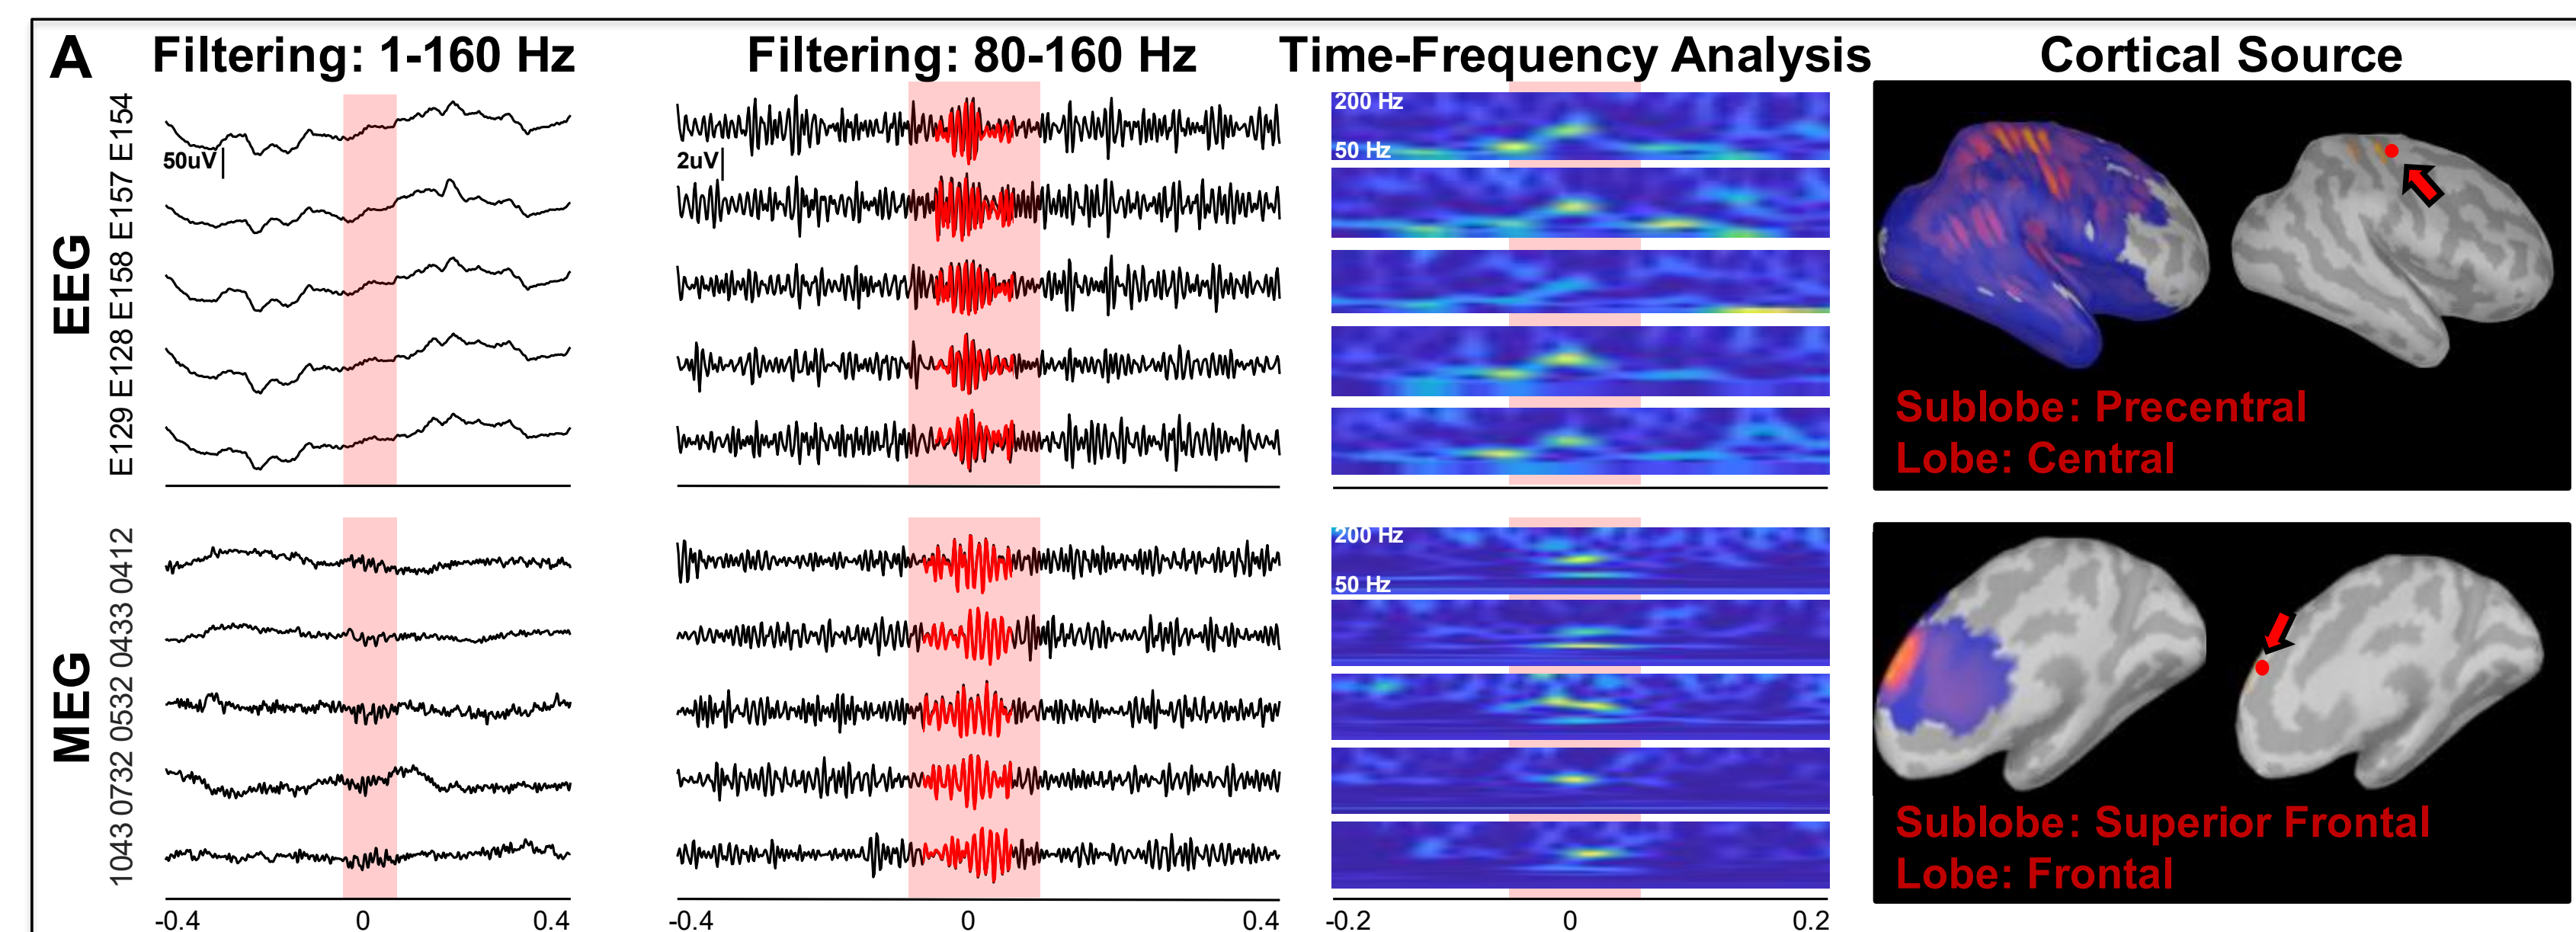 A
Filtering: 1-160 Hz
Filtering: 80-160 Hz
Time-Frequency Analysis
Cortical Source
EEG
E154
E157
E158
E128
E129
50uV
2uV
200 Hz
50 Hz
Sublobe: Precentral
Lobe: Central
MEG
0412
0433
0532
0732
1043
200 Hz
50 Hz
Sublobe: Superior Frontal
Lobe: Frontal
-0.4 0 0.4
-0.4 0 0.4
-0.2 0 0.2